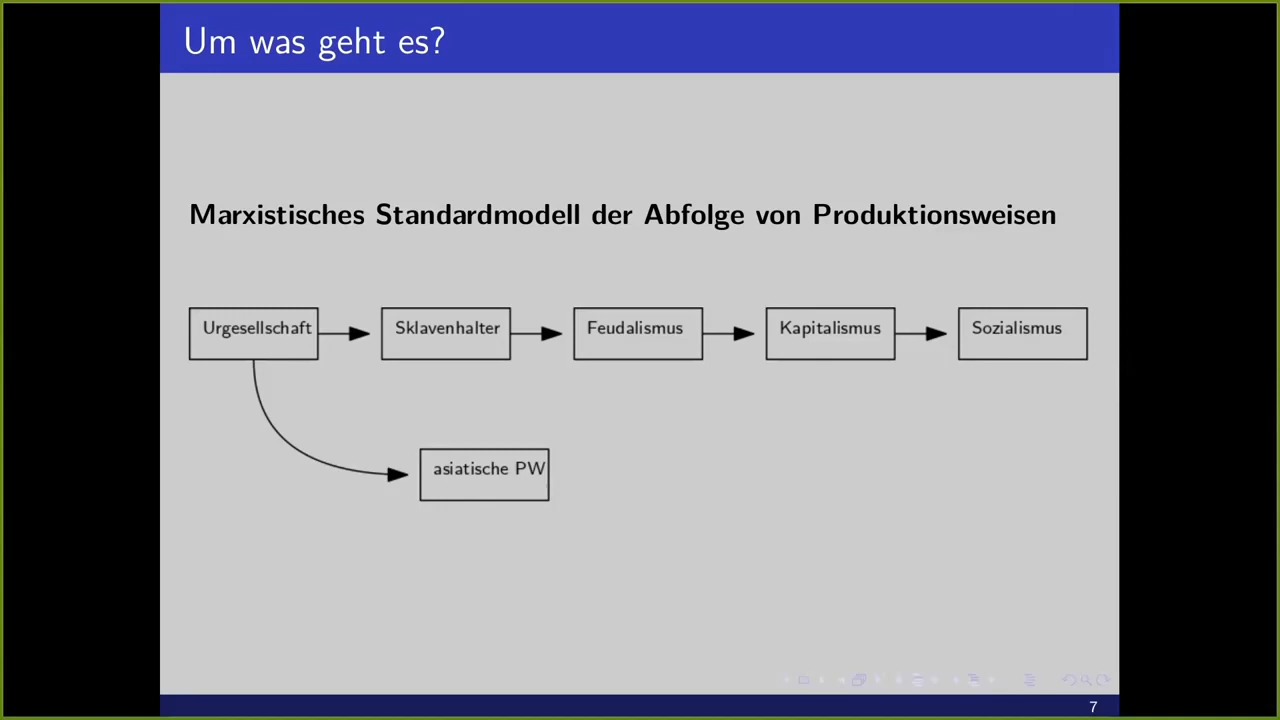 Um was geht es?
Marxistisches Standardmodell der Abfolge von Produktionsweisen
Urgesellschaft
Sklavenhalter
Feudalismus
Kapitalismus
Sozialismus
asiatische PW
7